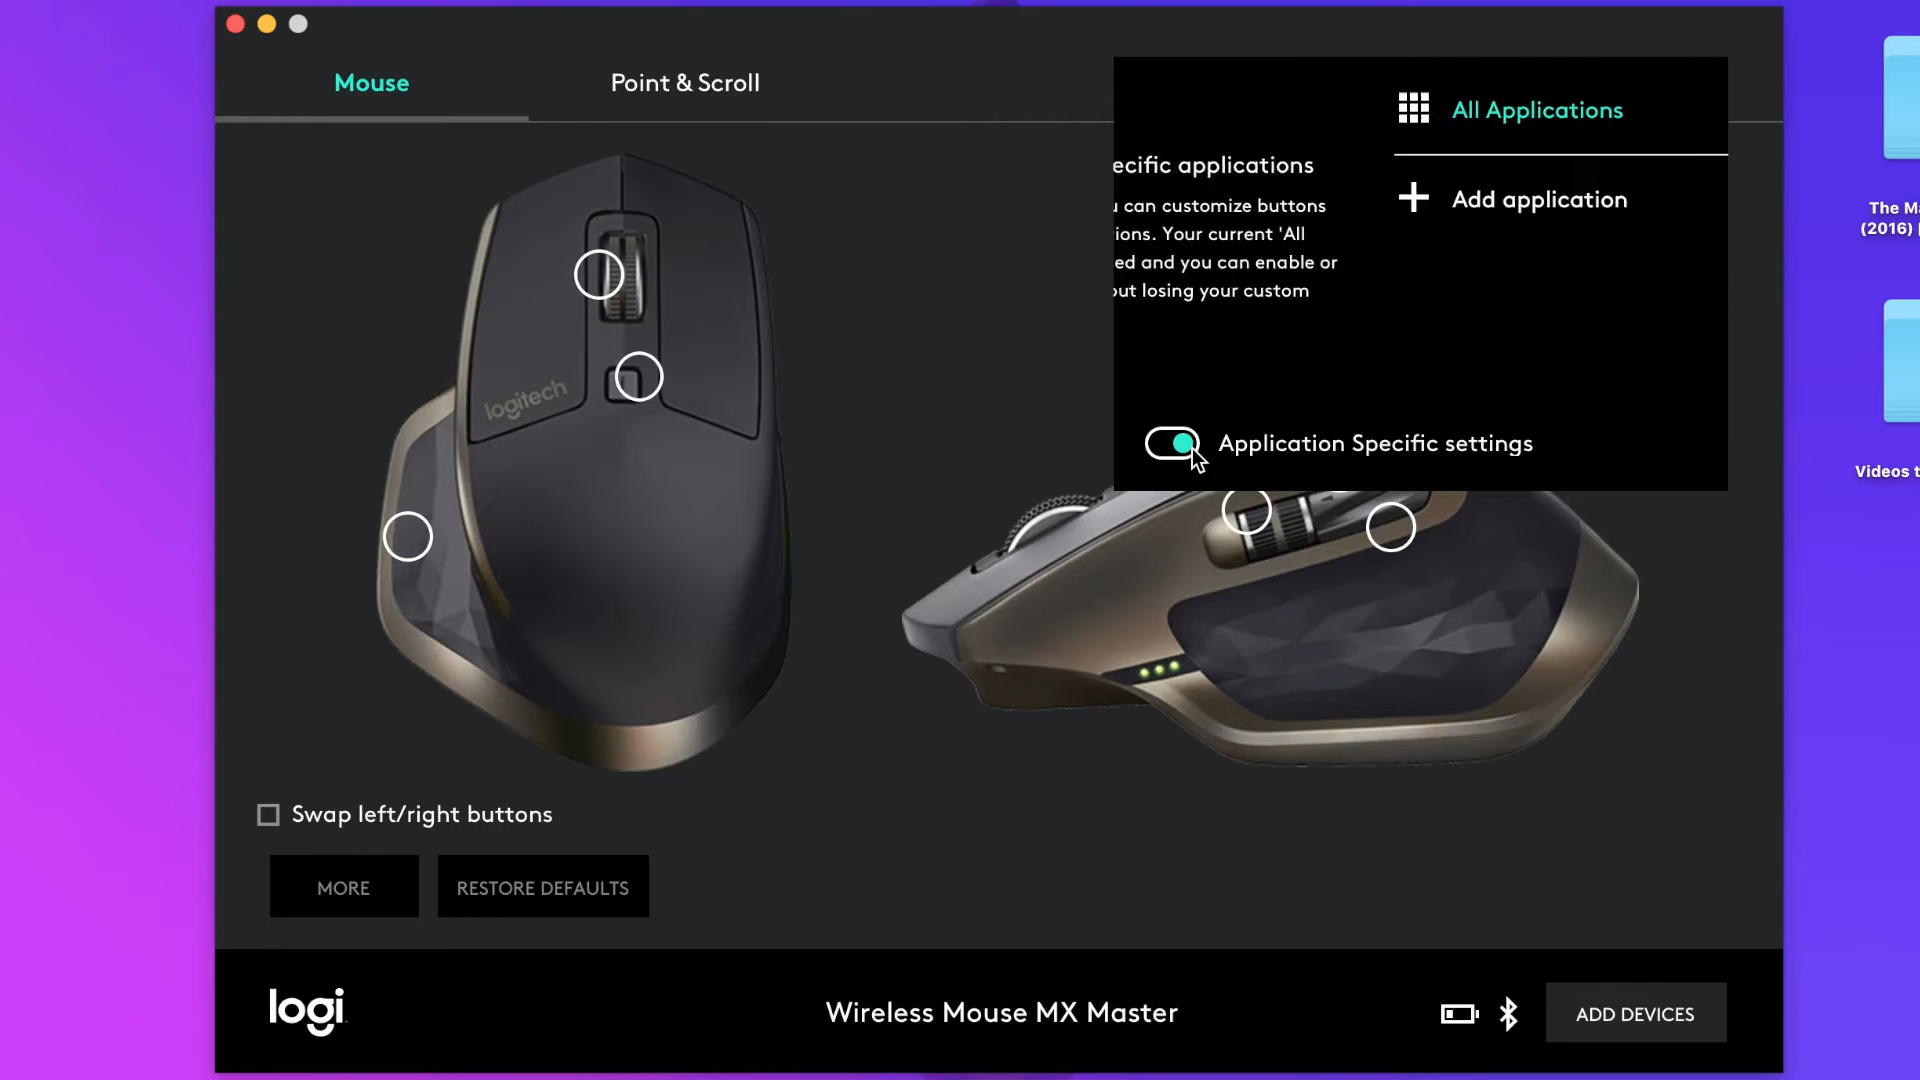 Mouse
Point & Scroll
All Applications
Add application
ecific applications
can customize buttons
ions. Your current 'All
ed and you can enable or
out losing your custom
Application Specific settings
logitech
Swap left/right buttons
MORE
RESTORE DEFAULTS
logi
Wireless Mouse MX Master
ADD DEVICES
The Ma
(2016)
Videos t